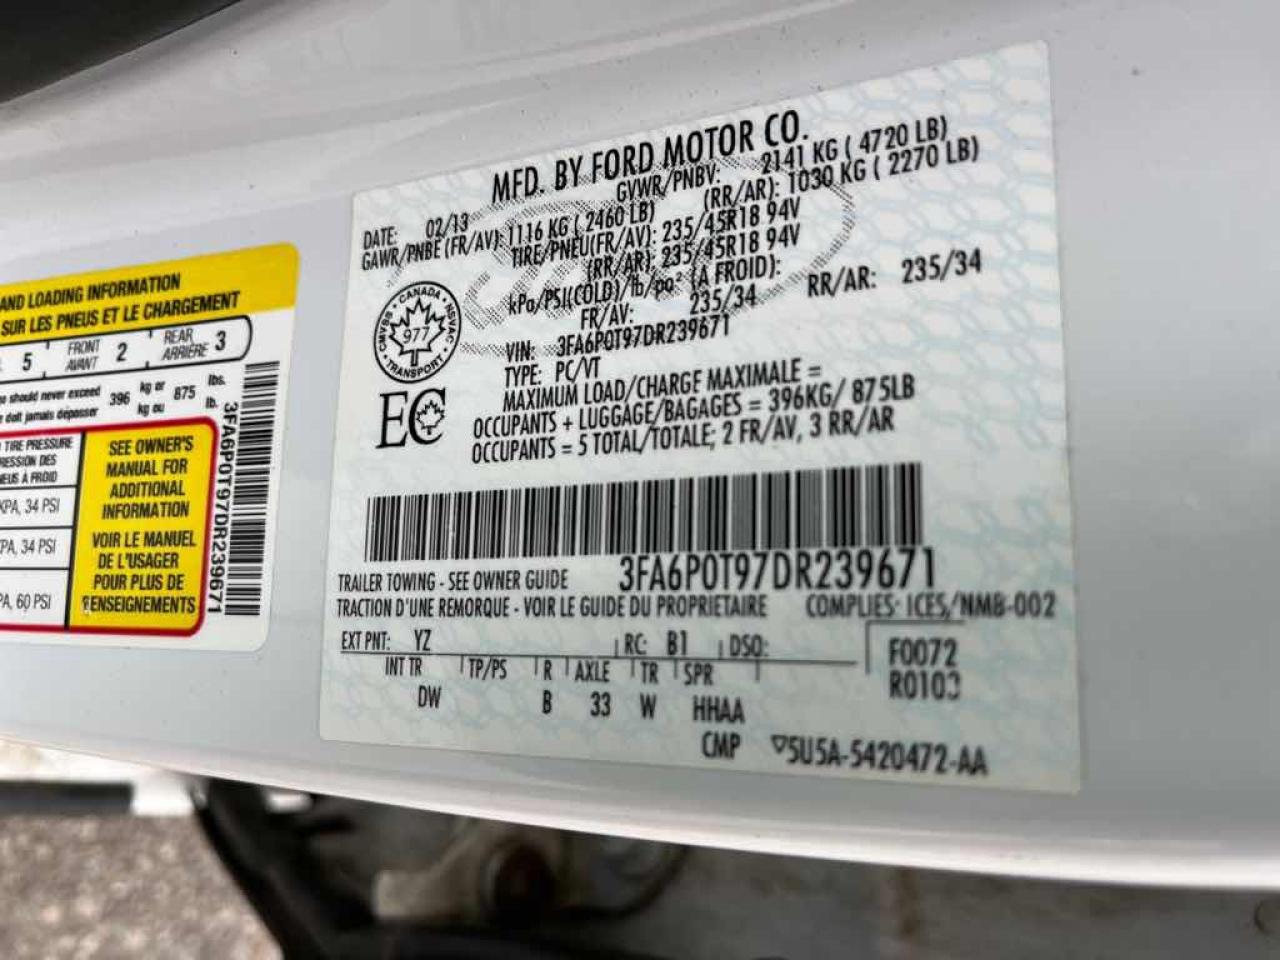 AND LOADING INFORMATION
SUR LES PNEUS ET LE CHARGEMENT
5 FRONT AVANT 2 REAR ARRIÈRE 3
should never exceed 396 kg or 875 lbs.
doit jamais dépasser kg ou lb.
TIRE PRESSURE
DES
À FROID
KPA, 34 PSI
KPA, 34 PSI
PA, 60 PSI
SEE OWNER'S
MANUAL FOR
ADDITIONAL
INFORMATION
VOIR LE MANUEL
DE L'USAGER
POUR PLUS DE
RENSEIGNEMENTS
3FA6P0T97DR239671
MFD. BY FORD MOTOR CO.
DATE: 02/13 GVWR/PNBV: 2141 KG ( 4720 LB)
GAWR/PNBE (FR/AV): 1116 KG ( 2460 LB) (RR/AR): 1030 KG ( 2270 LB)
TIRE/PNEU(FR/AV): 235/45R18 94V
(RR/AR): 235/45R18 94V
kPa/PSI(COLD)/lb/po² (A FROID):
FR/AV: 235/34 RR/AR: 235/34
VIN: 3FA6P0T97DR239671
TYPE: PC/VT
MAXIMUM LOAD/CHARGE MAXIMALE =
OCCUPANTS + LUGGAGE/BAGAGES = 396KG/ 875LB
OCCUPANTS = 5 TOTAL/TOTALE; 2 FR/AV, 3 RR/AR
CANADA
CMVSS NSVAC
977
TRANSPORT
EC
3FA6P0T97DR239671
TRAILER TOWING - SEE OWNER GUIDE
TRACTION D'UNE REMORQUE - VOIR LE GUIDE DU PROPRIETAIRE COMPLIES: ICES/NMB-002
EXT PNT: YZ RC: B1 DSO: F0072
INT TR TP/PS R AXLE TR SPR R0103
DW B 33 W HHAA
CMP 5U5A-5420472-AA